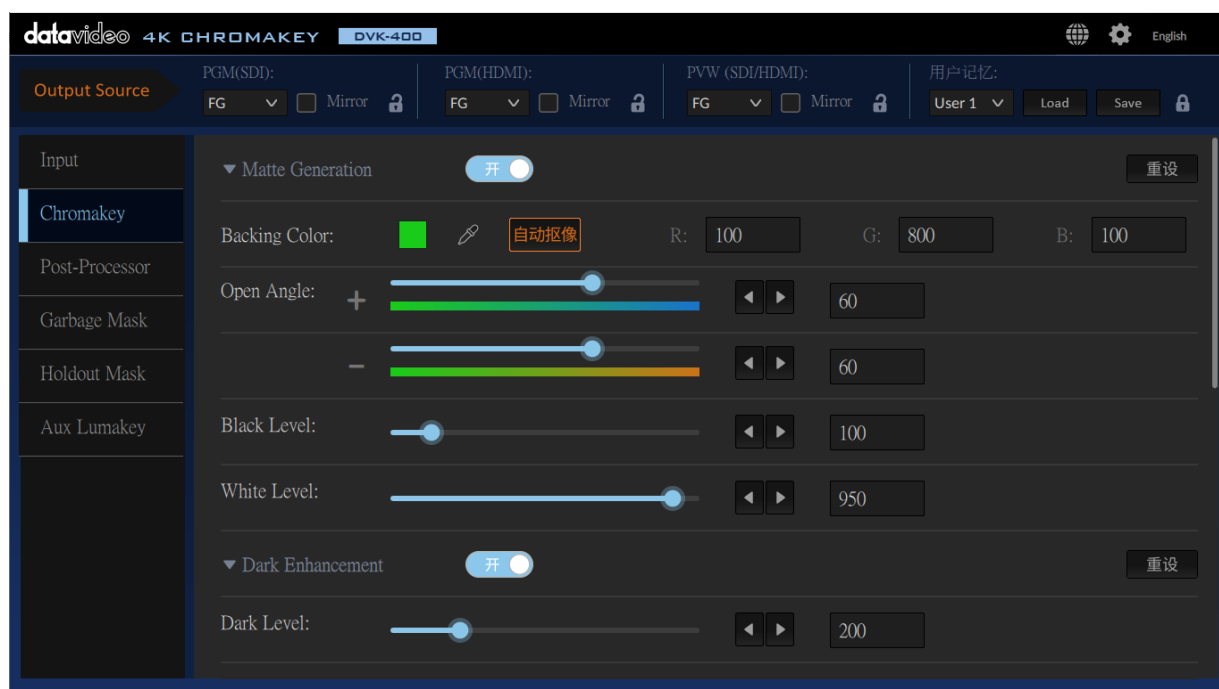 datavideo 4K CHROMAKEY DVK-400 English
Output Source
PGM(SDI): PGM(HDMI): PVW (SDI/HDMI): 用户记忆:
FG Mirror FG Mirror FG Mirror User 1 Load Save
Input
Chromakey
Post-Processor
Garbage Mask
Holdout Mask
Aux Lumakey
Matte Generation 开 重设
Backing Color: 自动抠像 R: 100 G: 800 B: 100
Open Angle: + 60
− 60
Black Level: 100
White Level: 950
Dark Enhancement 开 重设
Dark Level: 200